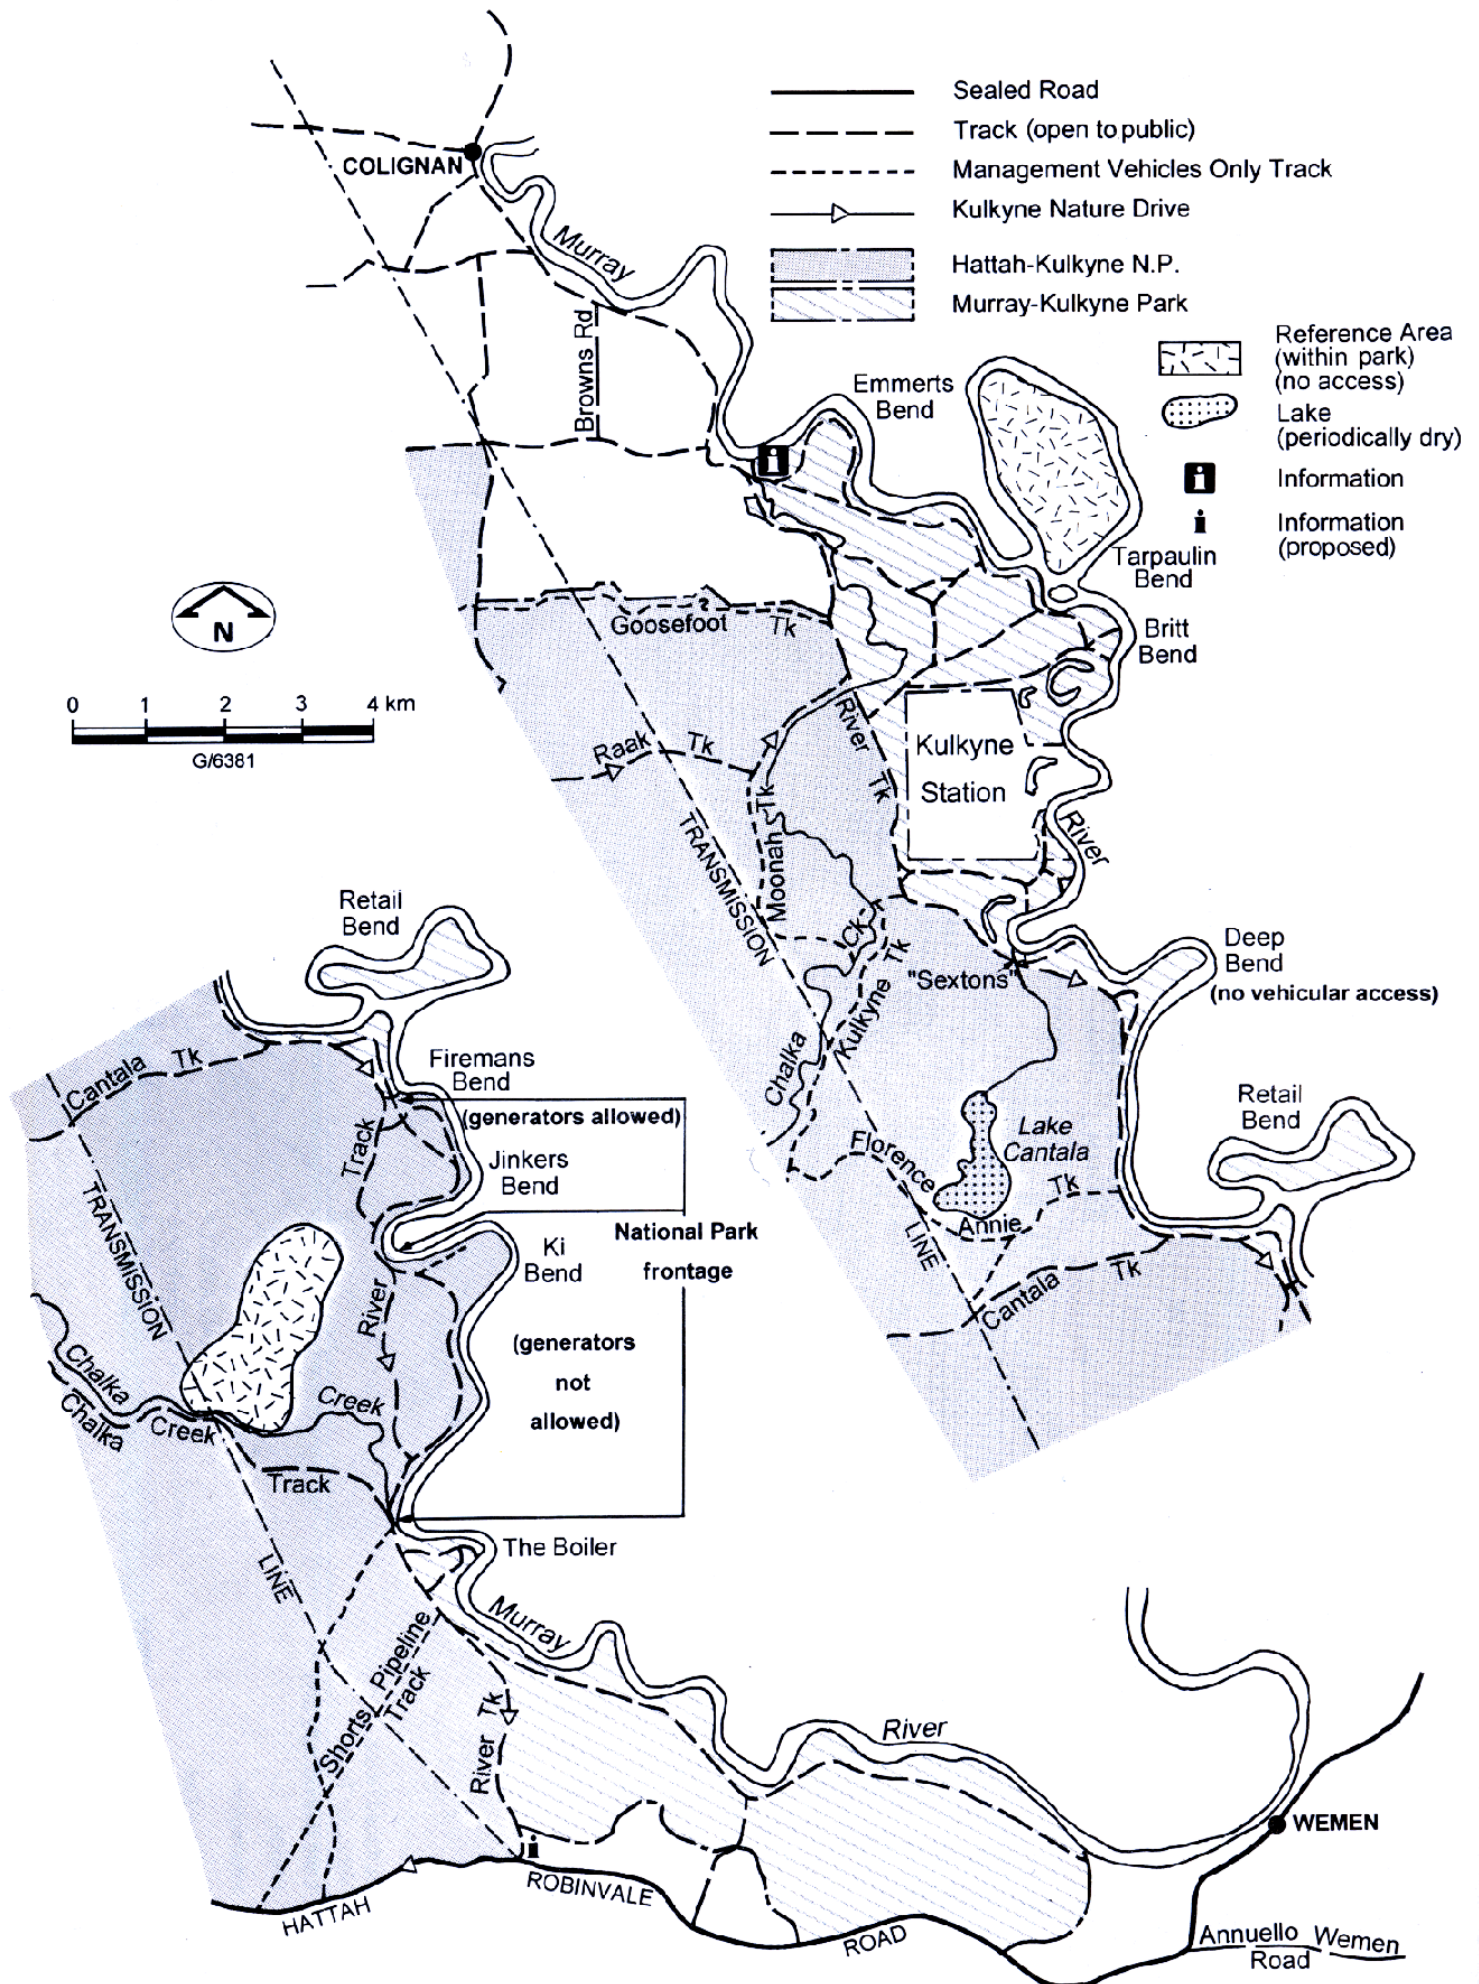 Sealed Road
Track (open to public)
Management Vehicles Only Track
Kulkyne Nature Drive
Hattah-Kulkyne N.P.
Murray-Kulkyne Park
Reference Area
(within park)
(no access)
Lake
(periodically dry)
i Information
i Information
(proposed)
COLIGNAN
Murray
Browns Rd
Emmerts
Bend
i
Tarpaulin
Bend
Britt
Bend
N
0 1 2 3 4 km
G/6381
Goosefoot Tk
River Tk
Raak Tk
Kulkyne
Station
River
TRANSMISSION
Moonah Tk
Ck
Kulkyne Tk
Chalka
"Sextons"
Deep
Bend
(no vehicular access)
Florence
Annie Tk
Lake
Cantala
Retail
Bend
LINE
Cantala Tk
Retail
Bend
Cantala Tk
Firemans
Bend
(generators allowed)
Track
Jinkers
Bend
TRANSMISSION
National Park
frontage
Ki
Bend
River
(generators
not
allowed)
Chalka
Creek
Chalka
Creek
Track
The Boiler
LINE
Murray
Pipeline
Shorts Track
River Tk
River
WEMEN
i
HATTAH
ROBINVALE
ROAD
Annuello Wemen
Road